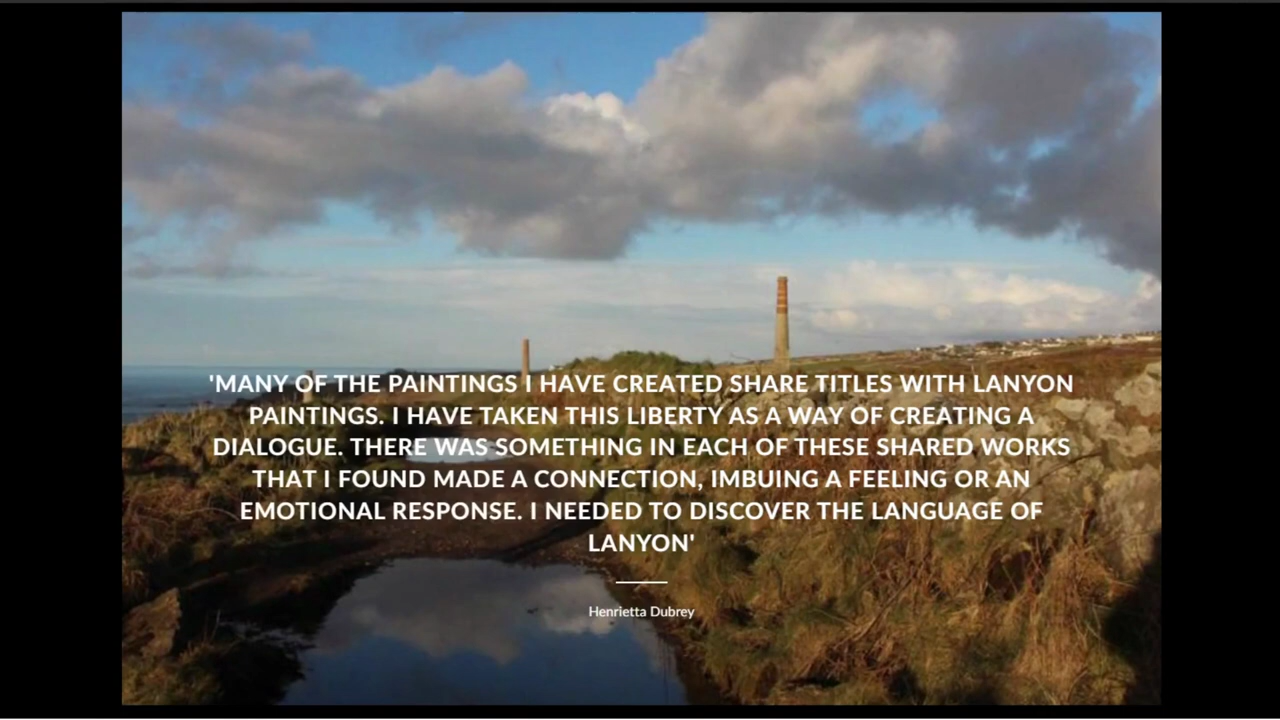 'MANY OF THE PAINTINGS I HAVE CREATED SHARE TITLES WITH LANYON
PAINTINGS. I HAVE TAKEN THIS LIBERTY AS A WAY OF CREATING A
DIALOGUE. THERE WAS SOMETHING IN EACH OF THESE SHARED WORKS
THAT I FOUND MADE A CONNECTION, IMBUING A FEELING OR AN
EMOTIONAL RESPONSE. I NEEDED TO DISCOVER THE LANGUAGE OF
LANYON'
Henrietta Dubrey